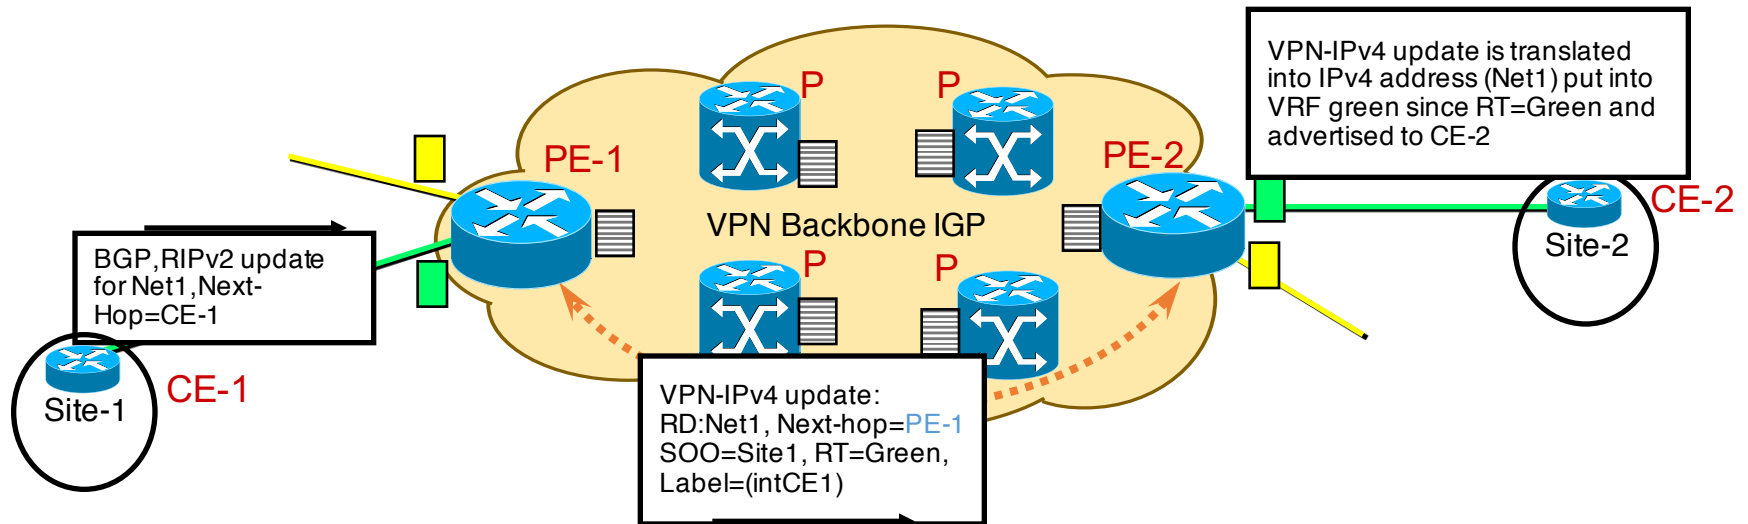 VPN-IPv4 update is translated
into IPv4 address (Net1) put into
VRF green since RT=Green and
advertised to CE-2
P
P
PE-1
PE-2
CE-2
VPN Backbone IGP
Site-2
BGP,RIPv2 update
for Net1,Next-
Hop=CE-1
P
P
CE-1
Site-1
VPN-IPv4 update:
RD:Net1, Next-hop=PE-1
SOO=Site1, RT=Green,
Label=(intCE1)